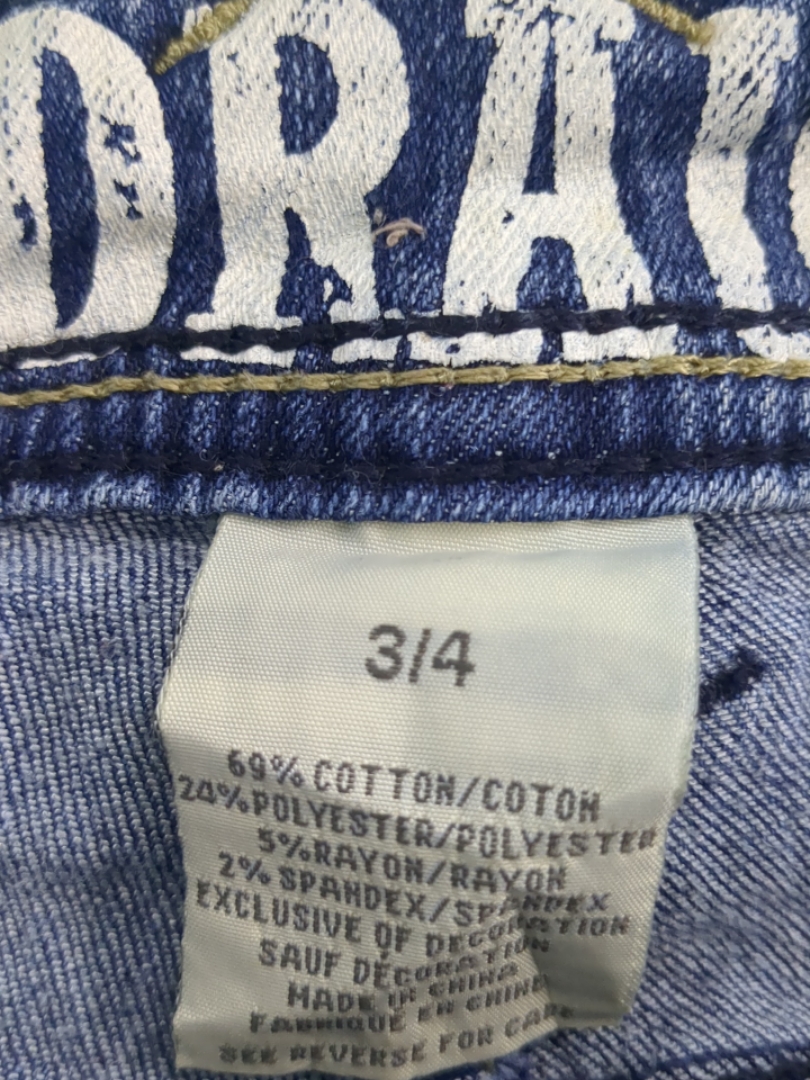 ORA
3/4
69% COTTON/COTON
24% POLYESTER/POLYESTER
5% RAYON/RAYON
2% SPANDEX/SPANDEX
EXCLUSIVE OF DECORATION
SAUF DÉCORATION
MADE IN CHINA
FABRIQUÉ EN CHINE
SEE REVERSE FOR CARE